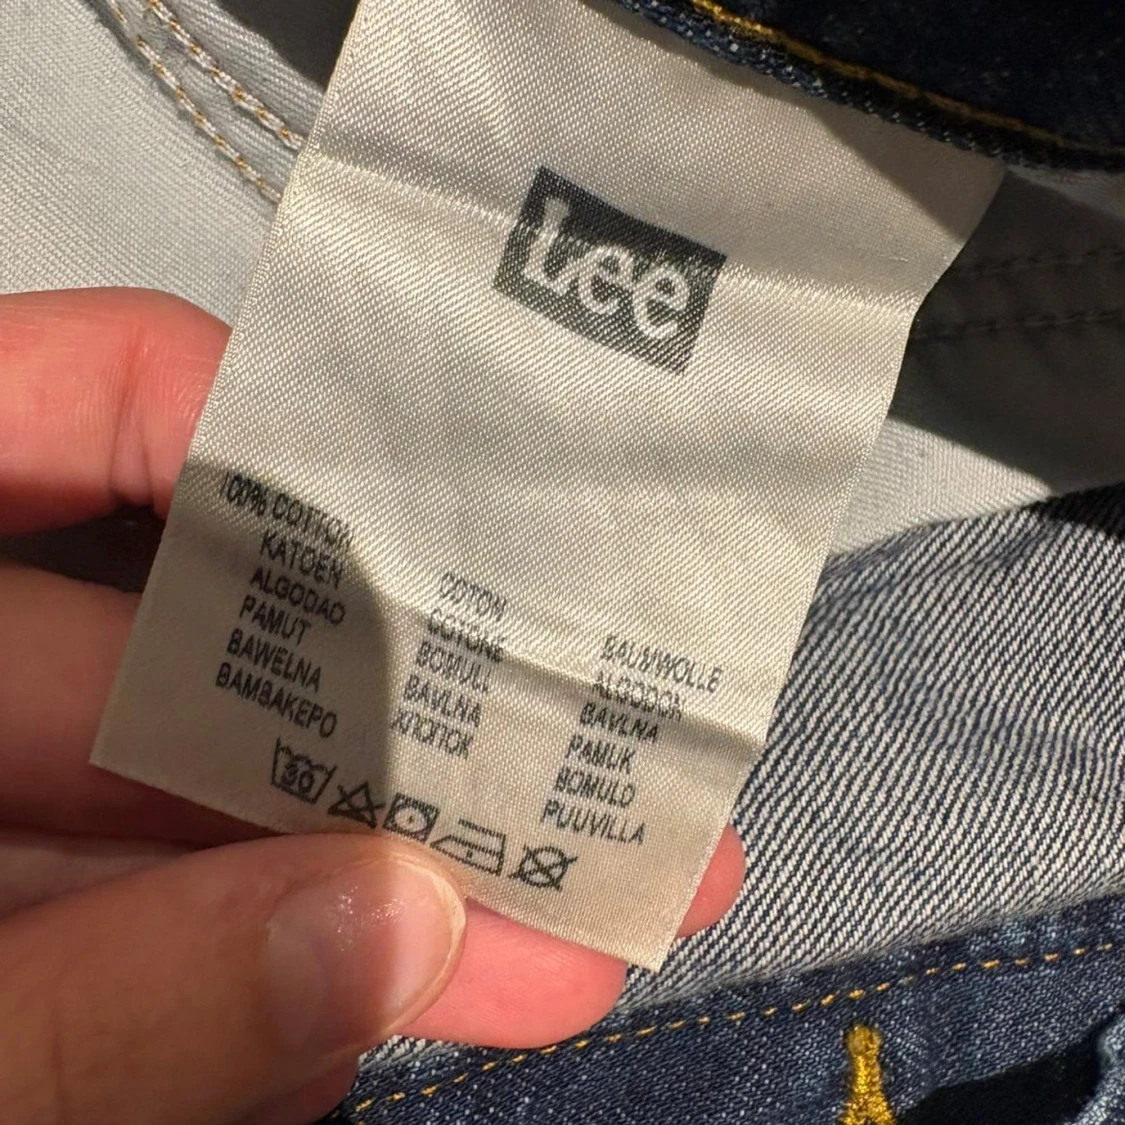 Lee
100% COTTON
KATOEN
ALGODAO
PAMUT
BAWELNA
BAMBAKEPO
COTON
COTONE
BOMULL
BAVLNA
ХЛОПОК
BAUMWOLLE
ALGODON
BAVLNA
PAMUK
BOMULD
PUUVILLA
30